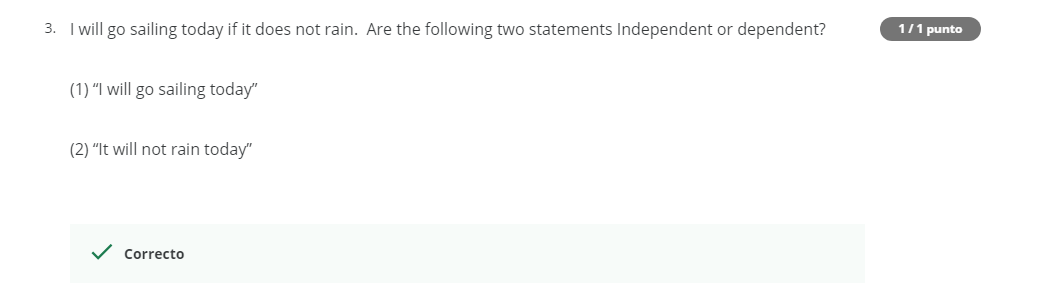 3. I will go sailing today if it does not rain.  Are the following two statements Independent or dependent?
1 / 1 punto
(1) “I will go sailing today”
(2) “It will not rain today”
Correcto